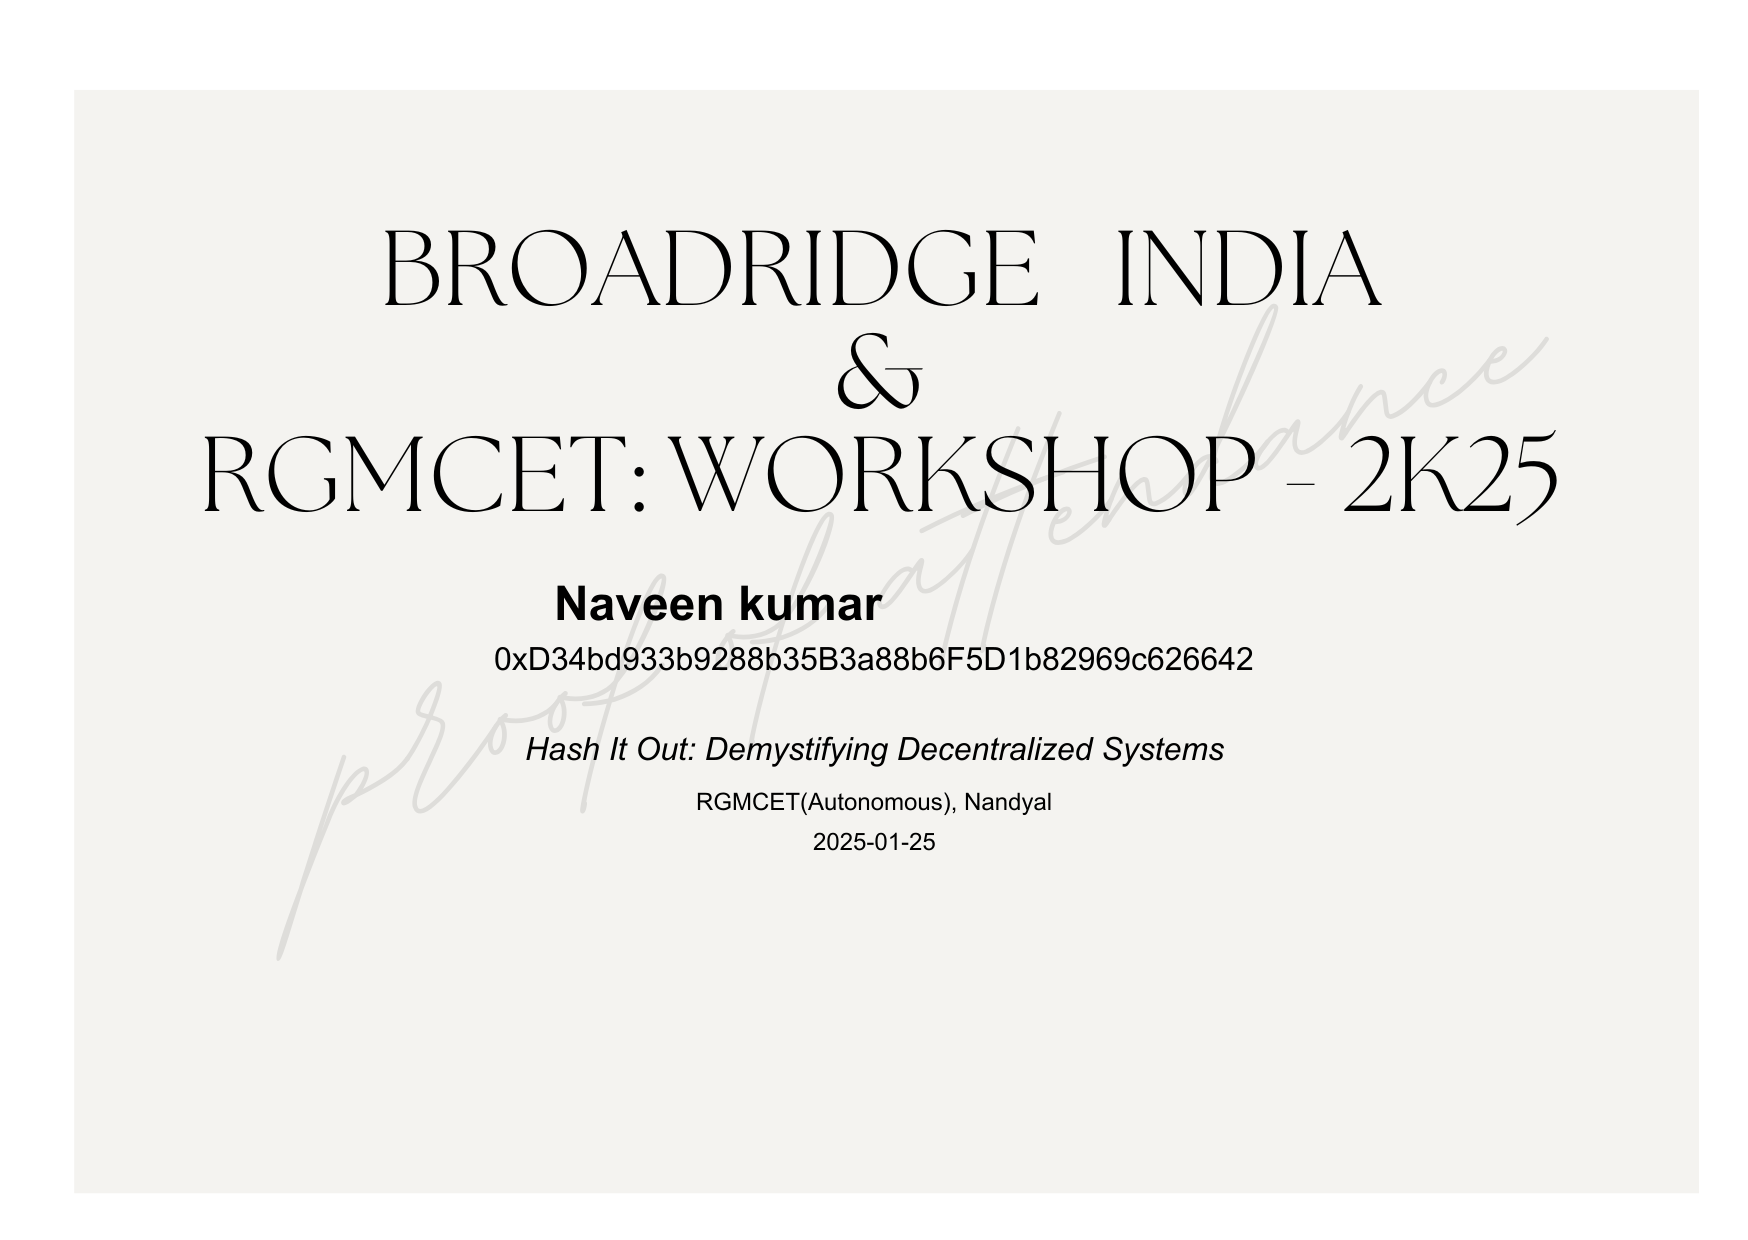 BROADRIDGE INDIA
&
RGMCET: WORKSHOP - 2K25
Naveen kumar
0xD34bd933b9288b35B3a88b6F5D1b82969c626642
Hash It Out: Demystifying Decentralized Systems
RGMCET(Autonomous), Nandyal
2025-01-25
proof of attendance